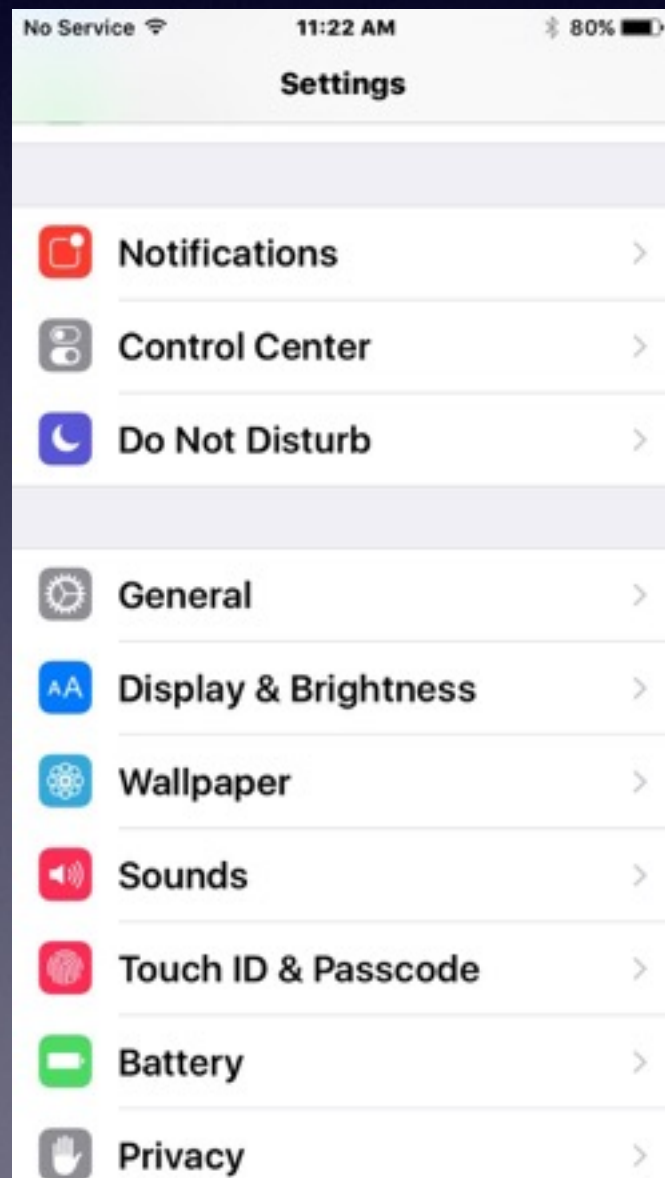 No Service 11:22 AM 80%
Settings
Notifications
Control Center
Do Not Disturb
General
AA Display & Brightness
Wallpaper
Sounds
Touch ID & Passcode
Battery
Privacy